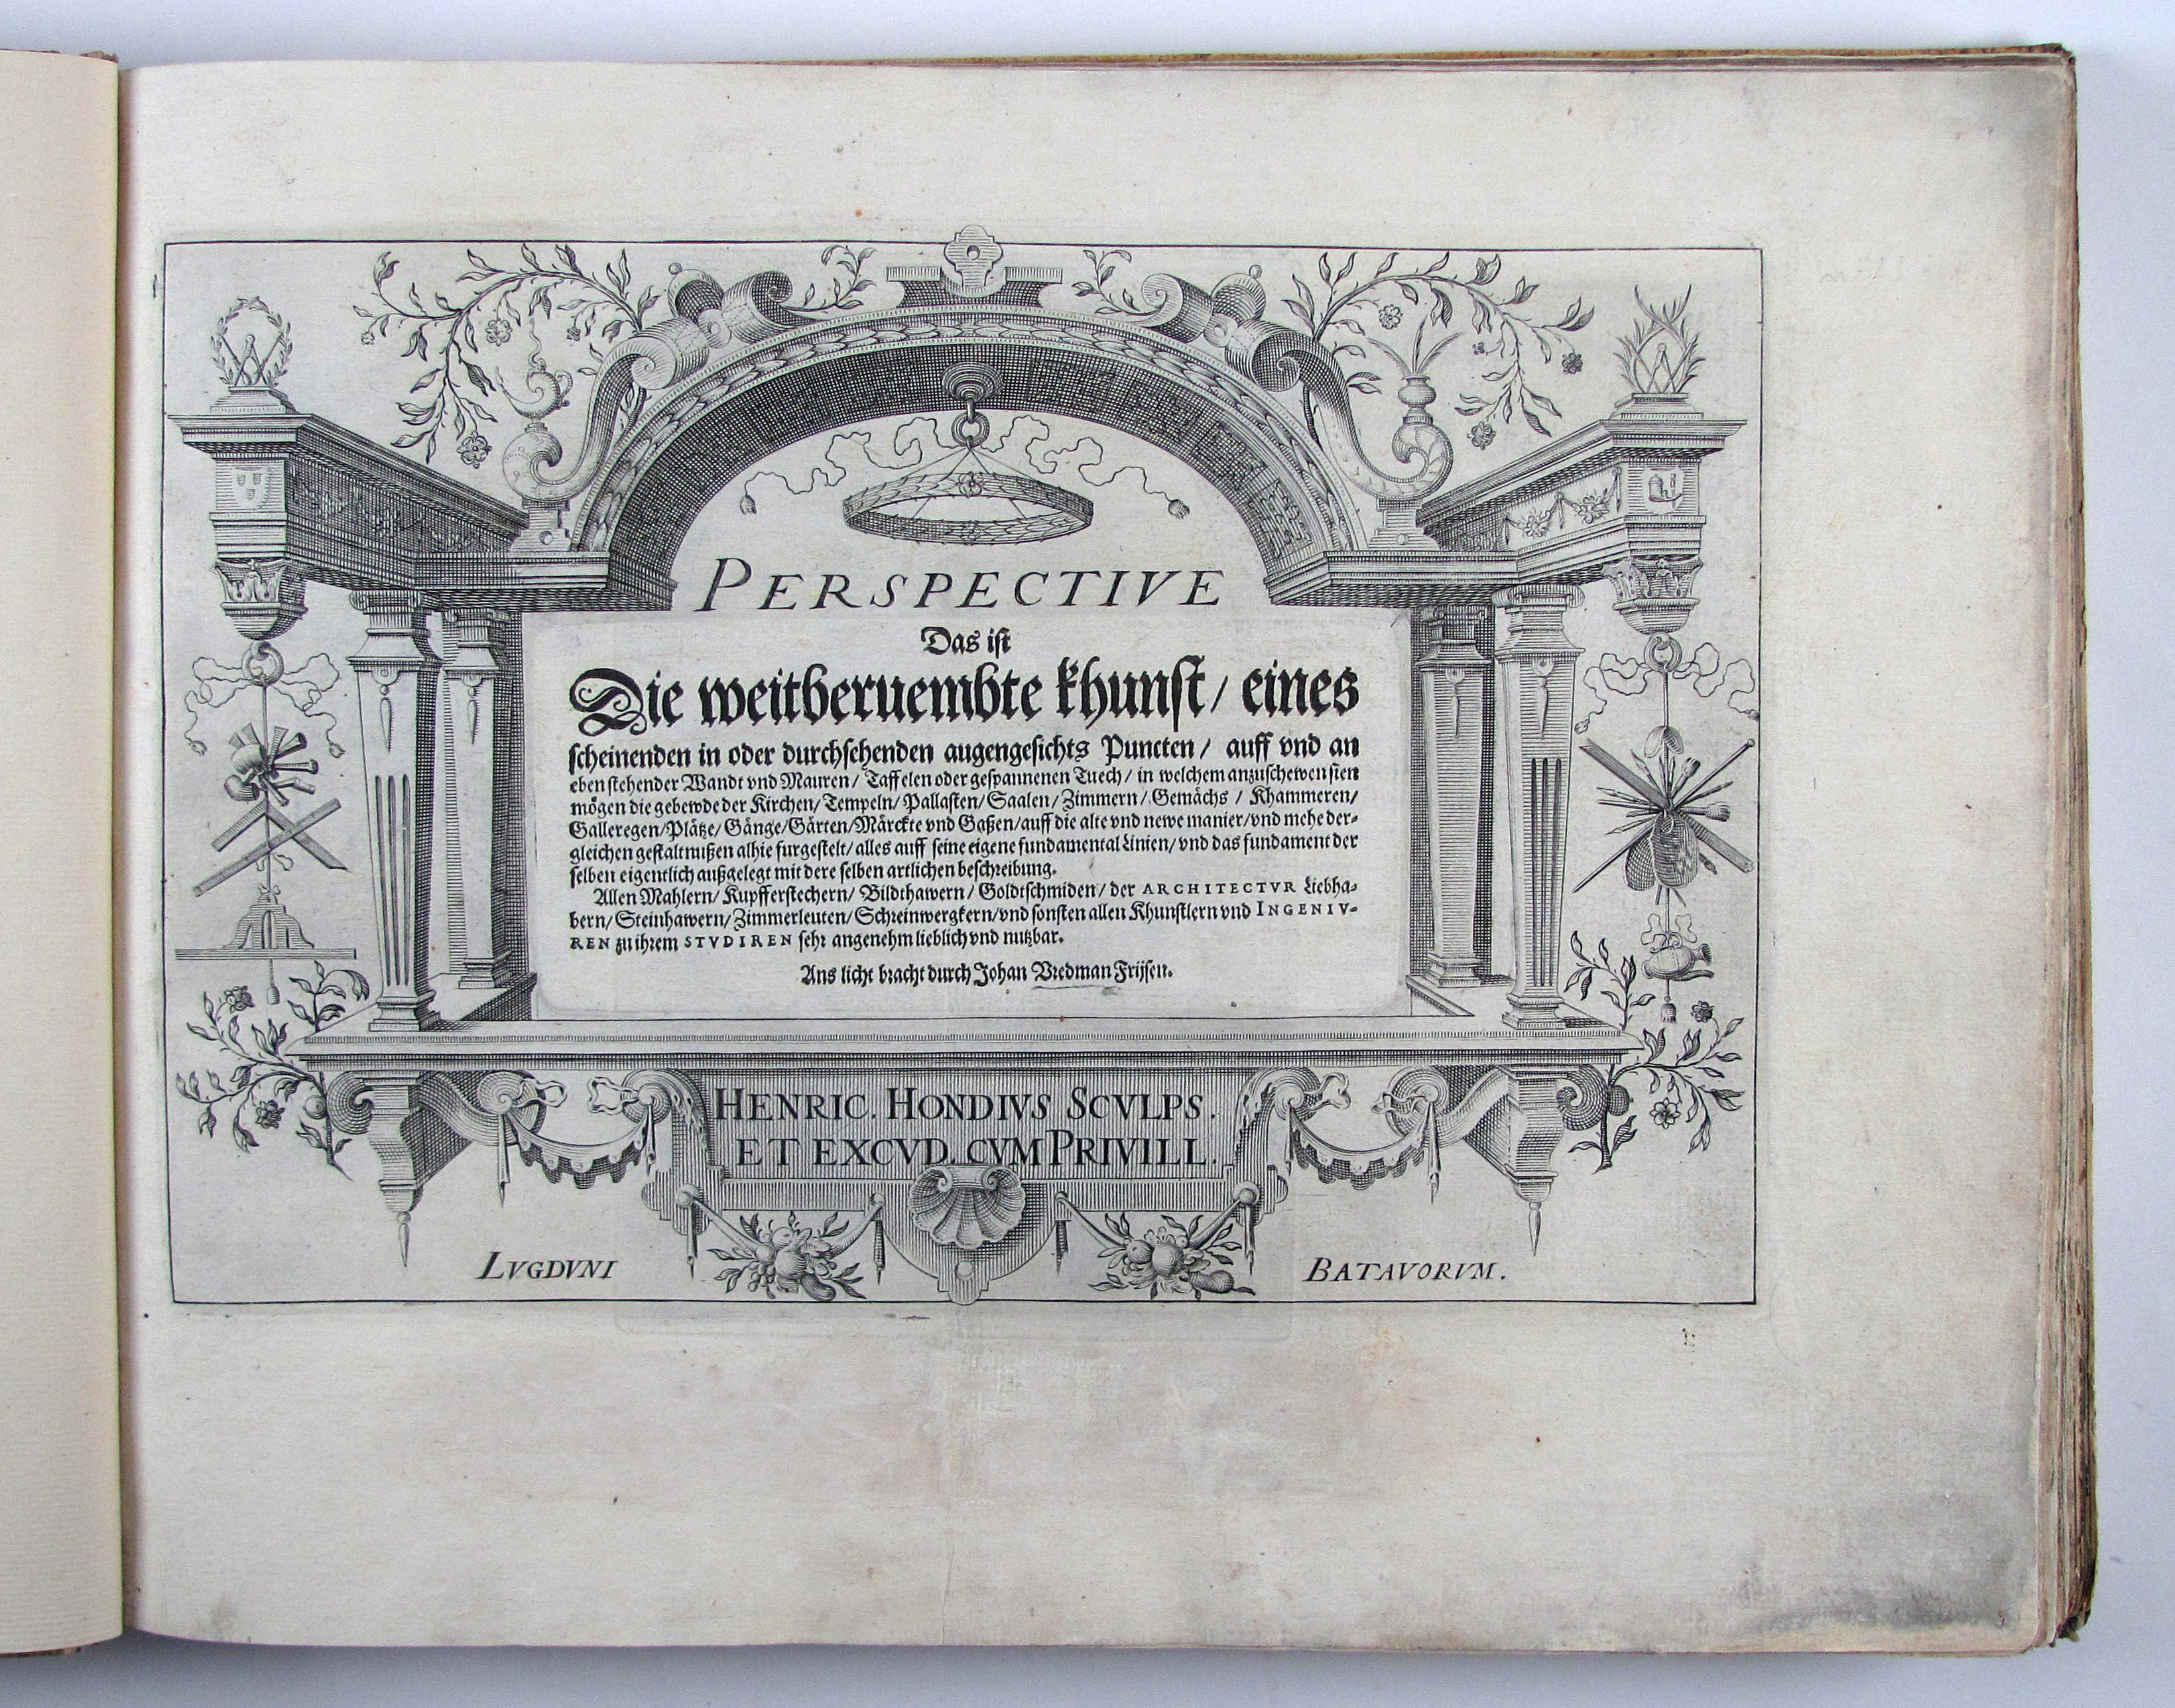 PERSPECTIVE
Das ist
Die weitberuembte khunst/ eines
scheinenden in oder durchsehenden augengesichts Puncten/ auff vnd an
eben stehender Wandt vnd Mauren/ Taffelen oder gespannenen Tuech/ in welchem anzuschewen sien
mögen die gebewde der Kirchen/ Tempeln/ Pallasten/ Saalen/ Zimmern/ Gemächs/ Khammeren/
Galleregen/ Plätze/ Gänge/ Gärten/ Märckte vnd Gaßen/ auff die alte vnd newe manier/ vnd mehe der-
gleichen gestaltnußen alhie furgestelt/ alles auff seine eigene fundamental Linien/ vnd das fundament der
selben eigentlich außgelegt mit dere selben artlichen beschreibung.
Allen Mahlern/ Kupfferstechern/ Bildthawern/ Goldtschmiden/ der ARCHITECTVR Liebha-
bern/ Steinhawern/ Zimmerleuten/ Schreinwergkern/ vnd sonsten allen Khunstlern vnd INGENIV-
REN zu ihrem STVDIREN sehr angenehm lieblich vnd nutzbar.
Ans licht bracht durch Johan Vredman Frijsen.
HENRIC. HONDIVS SCVLPS.
ET EXCVD. CVM PRIVILL.
LVGDVNI BATAVORVM.